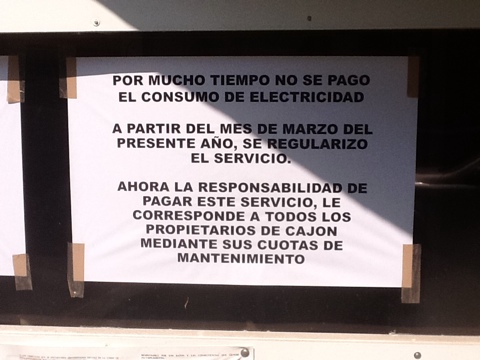 POR MUCHO TIEMPO NO SE PAGO
EL CONSUMO DE ELECTRICIDAD
A PARTIR DEL MES DE MARZO DEL
PRESENTE AÑO, SE REGULARIZO
EL SERVICIO.
AHORA LA RESPONSABILIDAD DE
PAGAR ESTE SERVICIO, LE
CORRESPONDE A TODOS LOS
PROPIETARIOS DE CAJON
MEDIANTE SUS CUOTAS DE
MANTENIMIENTO